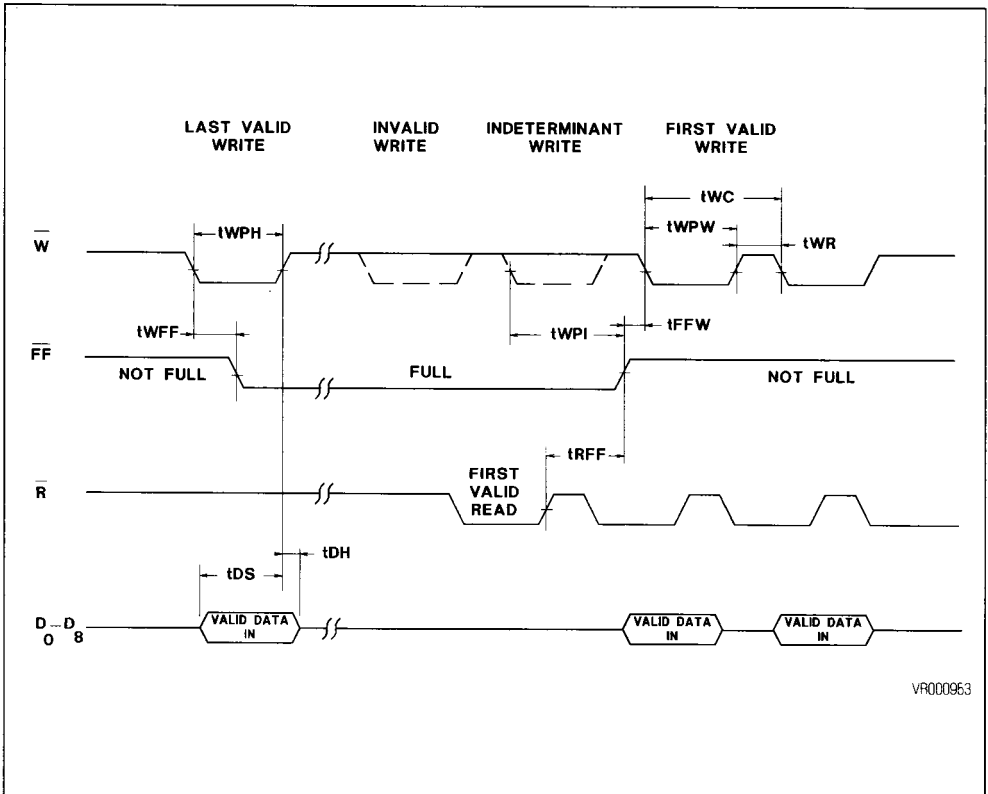 LAST VALID WRITE
INVALID WRITE
INDETERMINANT WRITE
FIRST VALID WRITE
tWC
tWPH
tWPW
tWR
W
tWFF
tWPI
tFFW
FF
NOT FULL
FULL
NOT FULL
tRFF
FIRST VALID READ
R
tDH
tDS
D0–D8
VALID DATA IN
VALID DATA IN
VALID DATA IN
VR000953